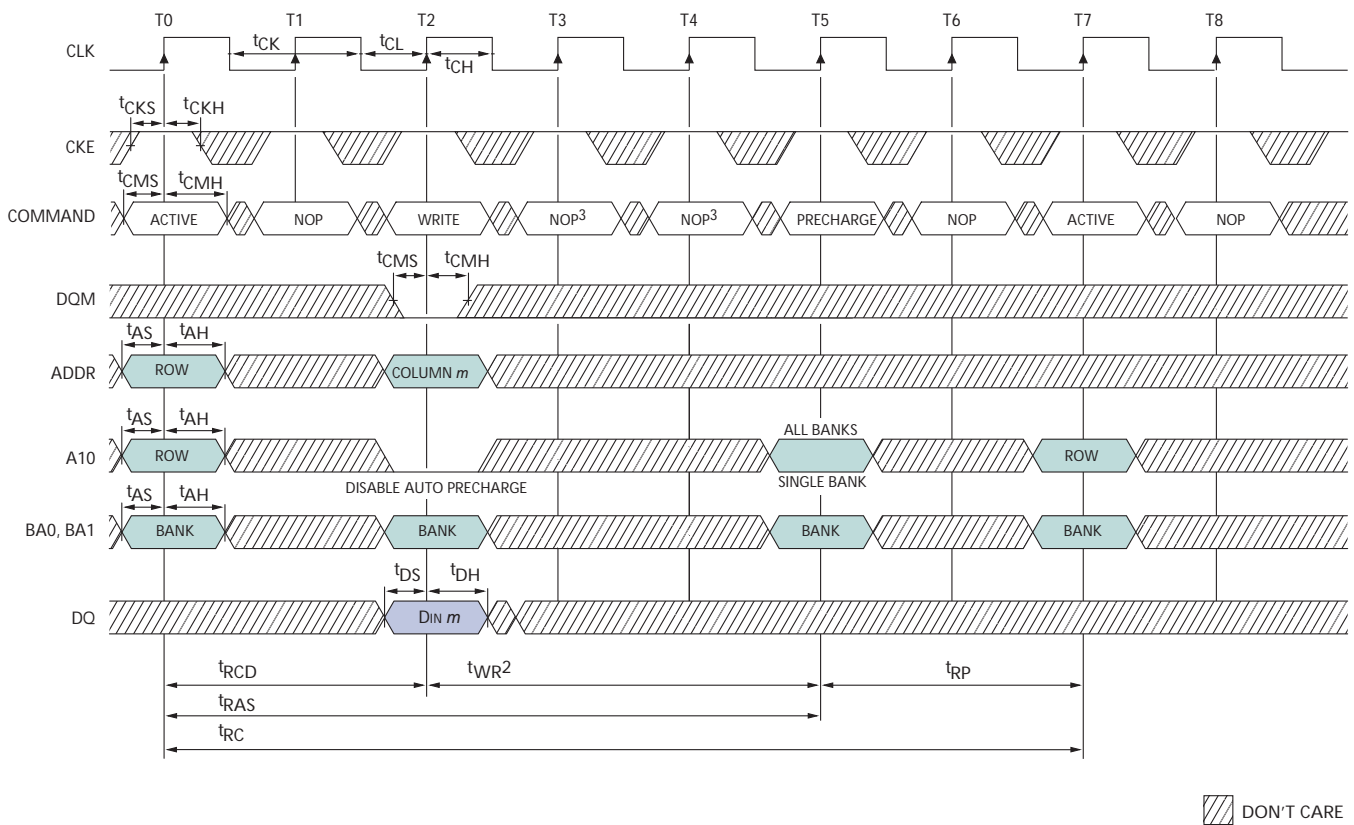 T0 T1 T2 T3 T4 T5 T6 T7 T8
CLK
tCK tCL
tCH
tCKS tCKH
CKE
tCMS tCMH
COMMAND ACTIVE NOP WRITE NOP3 NOP3 PRECHARGE NOP ACTIVE NOP
tCMS tCMH
DQM
tAS tAH
ADDR ROW COLUMN m
tAS tAH ALL BANKS
A10 ROW ROW
DISABLE AUTO PRECHARGE SINGLE BANK
tAS tAH
BA0, BA1 BANK BANK BANK BANK
tDS tDH
DQ DIN m
tRCD tWR2 tRP
tRAS
tRC
DON'T CARE